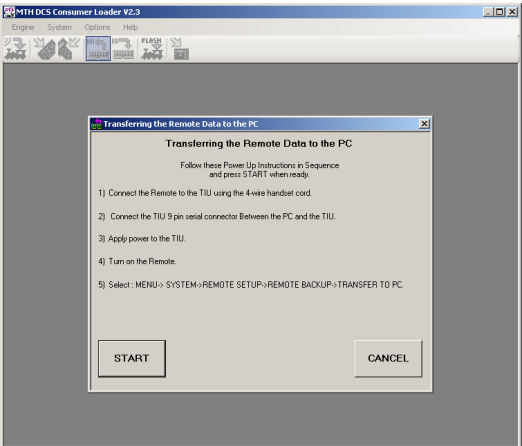 MTH DCS Consumer Loader V2.3
Engine System Options Help
FLASH
Transferring the Remote Data to the PC
Transferring the Remote Data to the PC
Follow these Power Up Instructions in Sequence
and press START when ready.
1) Connect the Remote to the TIU using the 4-wire handset cord.
2) Connect the TIU 9 pin serial connector Between the PC and the TIU.
3) Apply power to the TIU.
4) Turn on the Remote.
5) Select : MENU-> SYSTEM->REMOTE SETUP->REMOTE BACKUP->TRANSFER TO PC.
START CANCEL